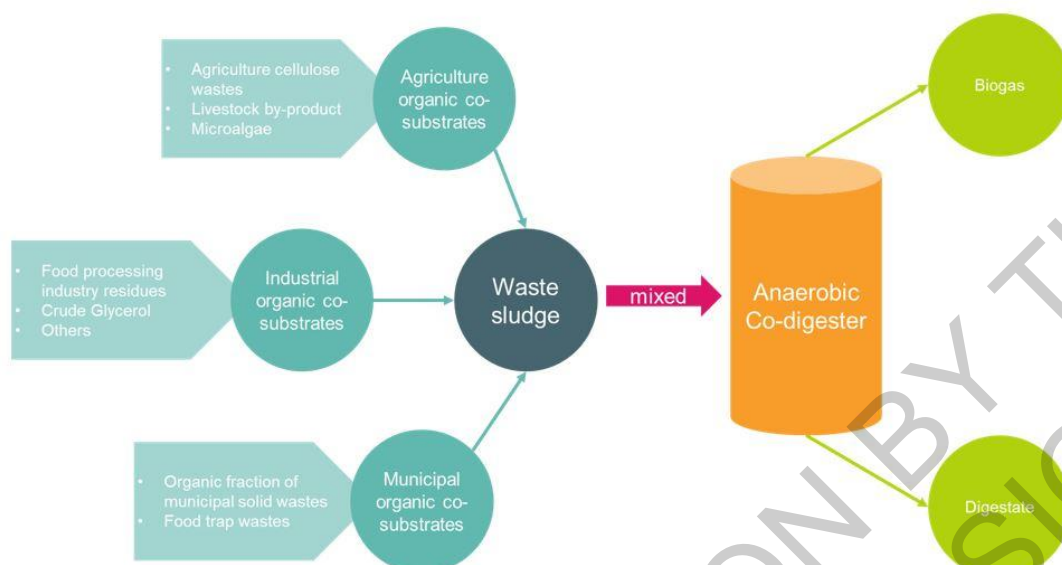 • Agriculture cellulose
wastes
• Livestock by-product
• Microalgae
Agriculture
organic co-
substrates
• Food processing
industry residues
• Crude Glycerol
• Others
Industrial
organic co-
substrates
• Organic fraction of
municipal solid wastes
• Food trap wastes
Municipal
organic co-
substrates
Waste
sludge
mixed
Anaerobic
Co-digester
Biogas
Digestate
ON BY